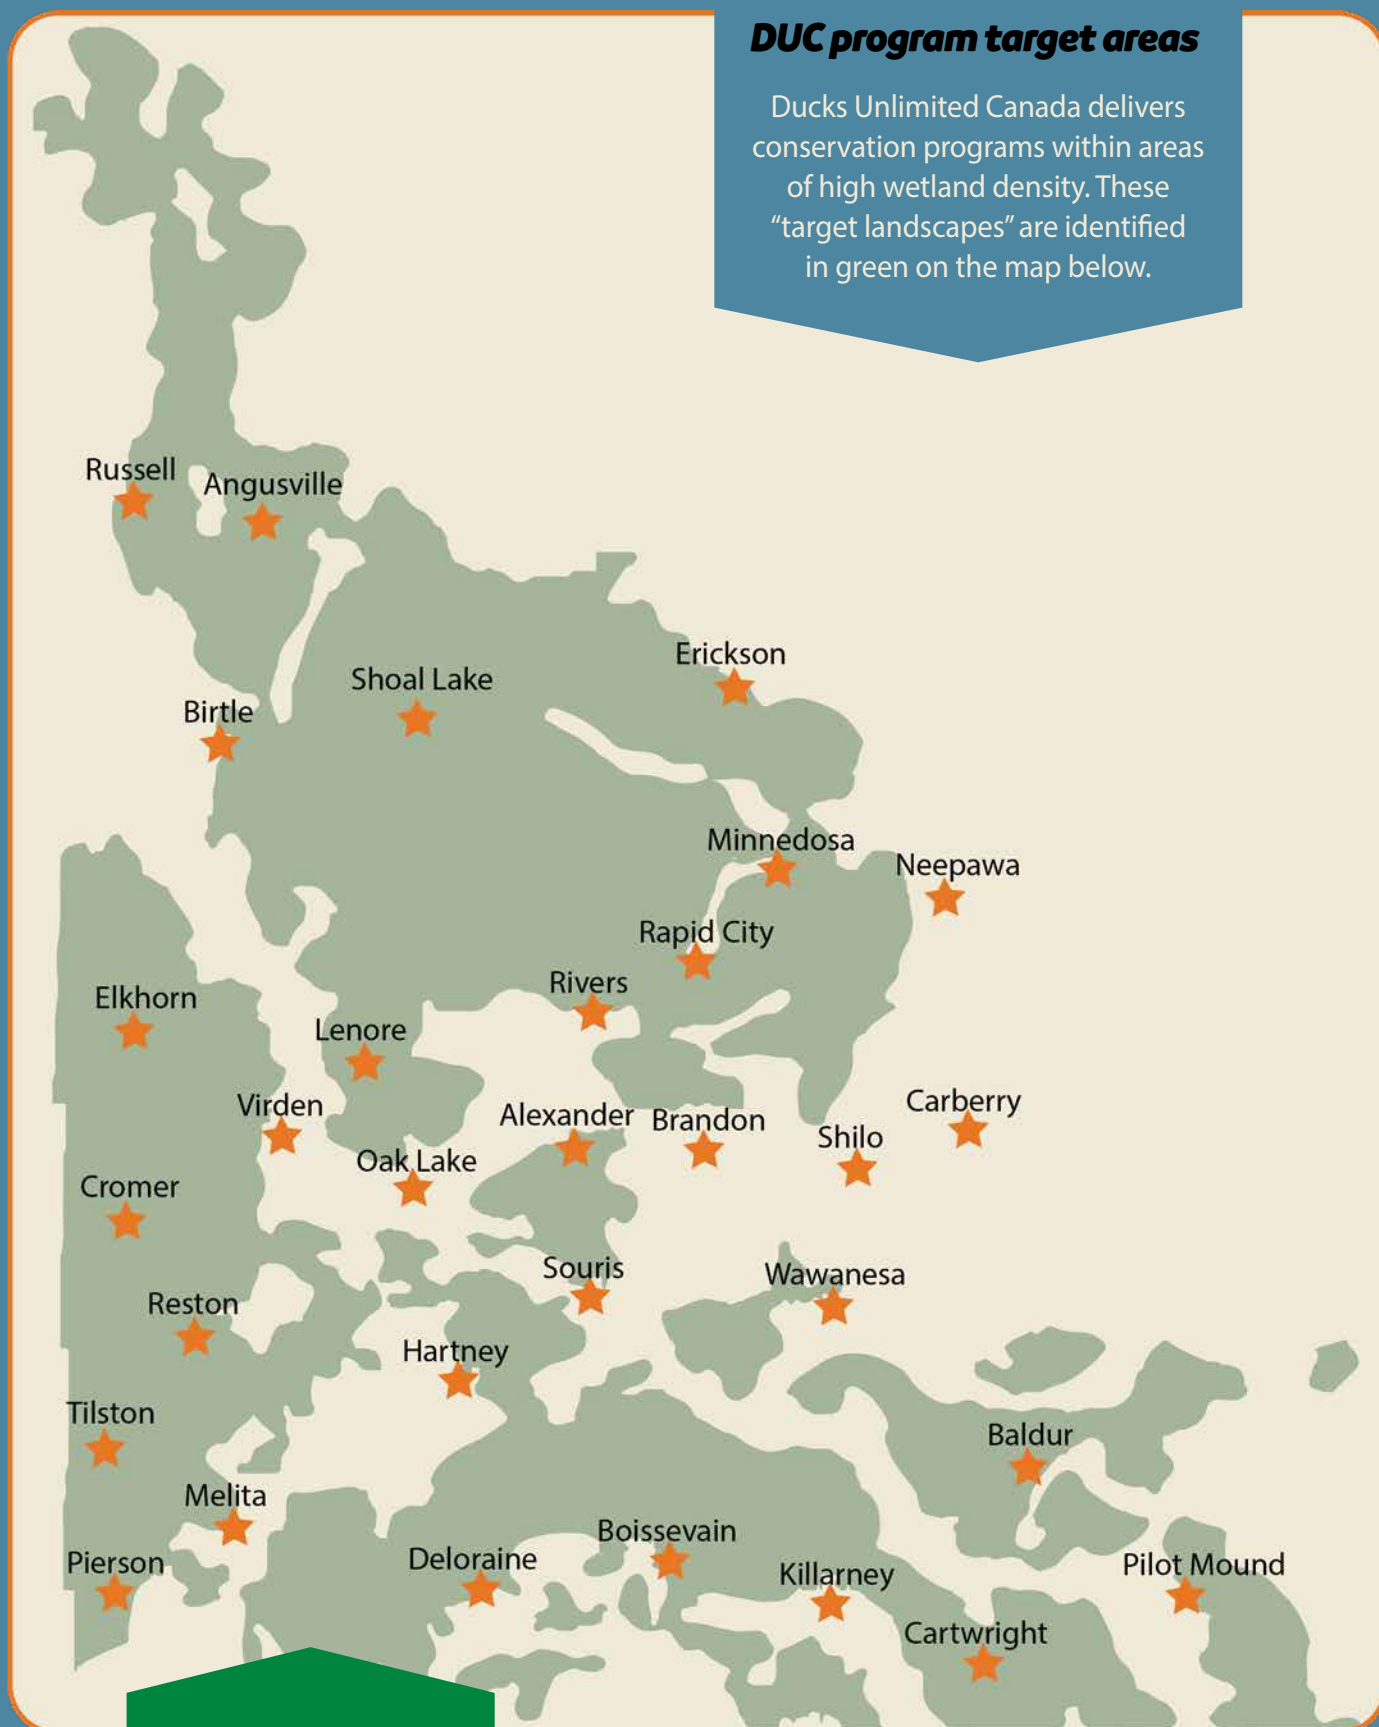 DUC program target areas
Ducks Unlimited Canada delivers
conservation programs within areas
of high wetland density. These
“target landscapes” are identified
in green on the map below.
Russell
Angusville
Erickson
Shoal Lake
Birtle
Minnedosa
Neepawa
Rapid City
Rivers
Elkhorn
Lenore
Virden
Alexander
Brandon
Carberry
Shilo
Oak Lake
Cromer
Souris
Wawanesa
Reston
Hartney
Tilston
Baldur
Melita
Boissevain
Deloraine
Pierson
Killarney
Pilot Mound
Cartwright